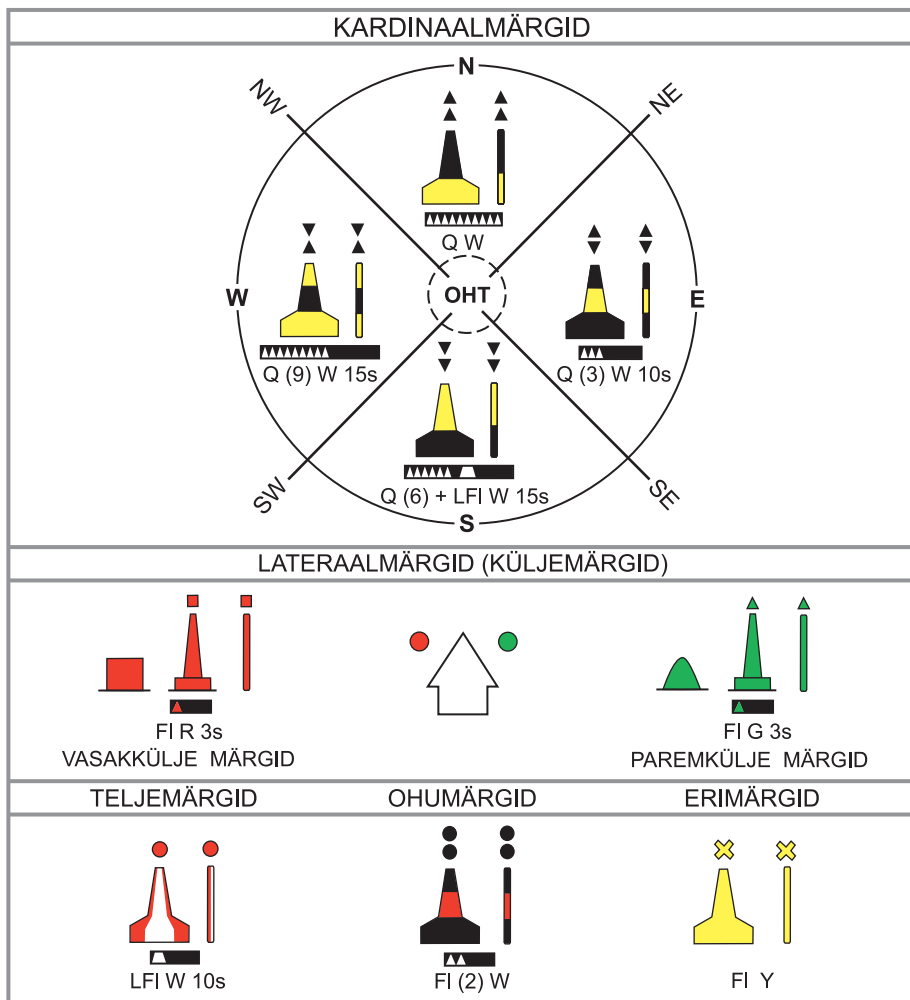 KARDINAALMÄRGID
N
NW
NE
Q W
W
OHT
E
Q (9) W 15s
Q (3) W 10s
Q (6) + LFl W 15s
SW
SE
S
LATERAALMÄRGID (KÜLJEMÄRGID)
Fl R 3s
Fl G 3s
VASAKKÜLJE MÄRGID
PAREMKÜLJE MÄRGID
TELJEMÄRGID
OHUMÄRGID
ERIMÄRGID
LFl W 10s
Fl (2) W
Fl Y